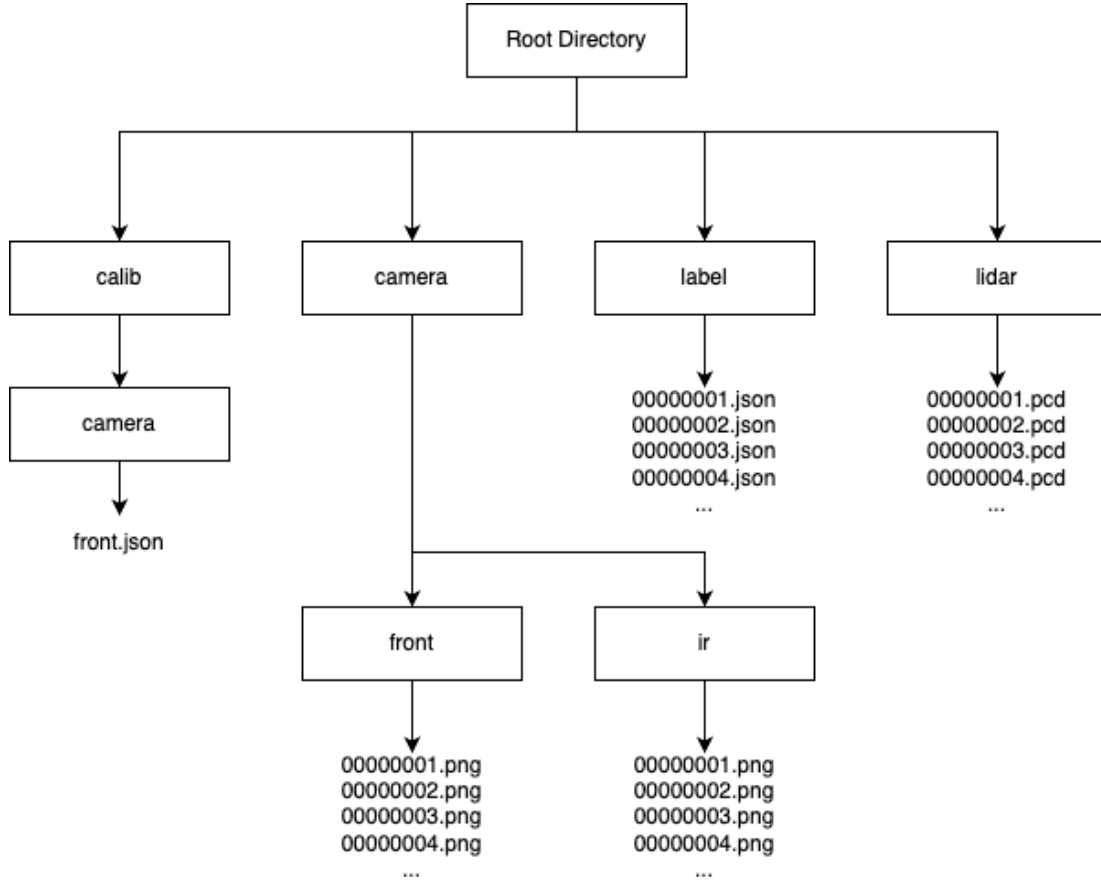 Root Directory
calib
camera
label
lidar
camera
front.json
00000001.json
00000002.json
00000003.json
00000004.json
...
00000001.pcd
00000002.pcd
00000003.pcd
00000004.pcd
...
front
ir
00000001.png
00000002.png
00000003.png
00000004.png
...
00000001.png
00000002.png
00000003.png
00000004.png
...